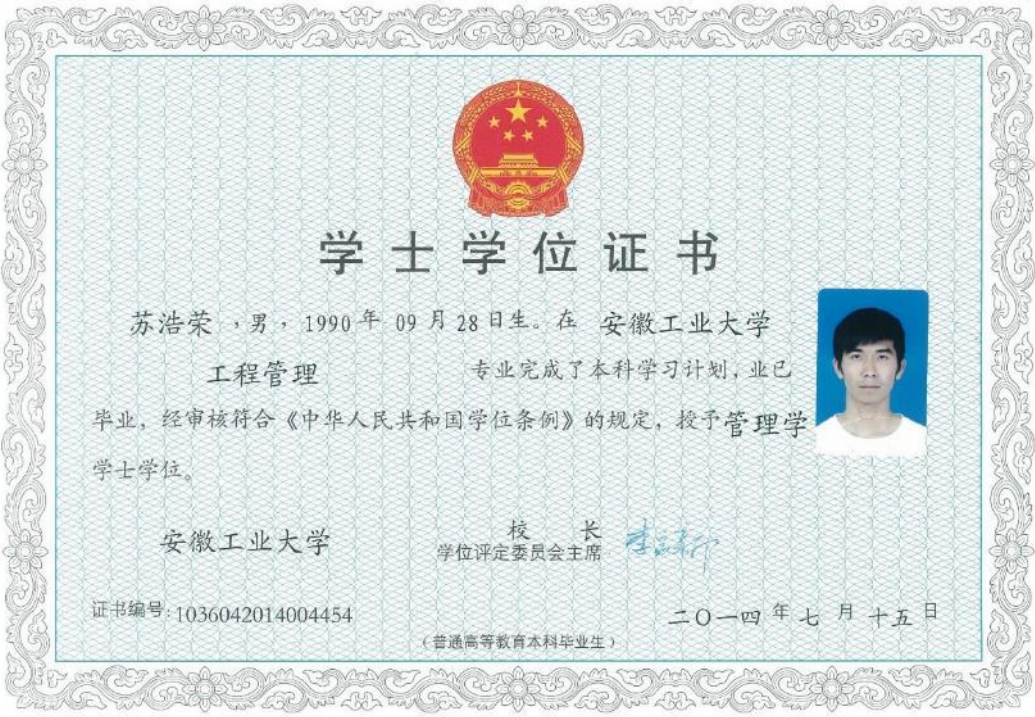 学士学位证书
苏浩荣，男，1990年09月28日生。在 安徽工业大学
工程管理 专业完成了本科学习计划，业已
毕业，经审核符合《中华人民共和国学位条例》的规定，授予管理学
学士学位。
校 长
安徽工业大学 学位评定委员会主席
证书编号:1036042014004454 二〇一四年七月十五日
（普通高等教育本科毕业生）